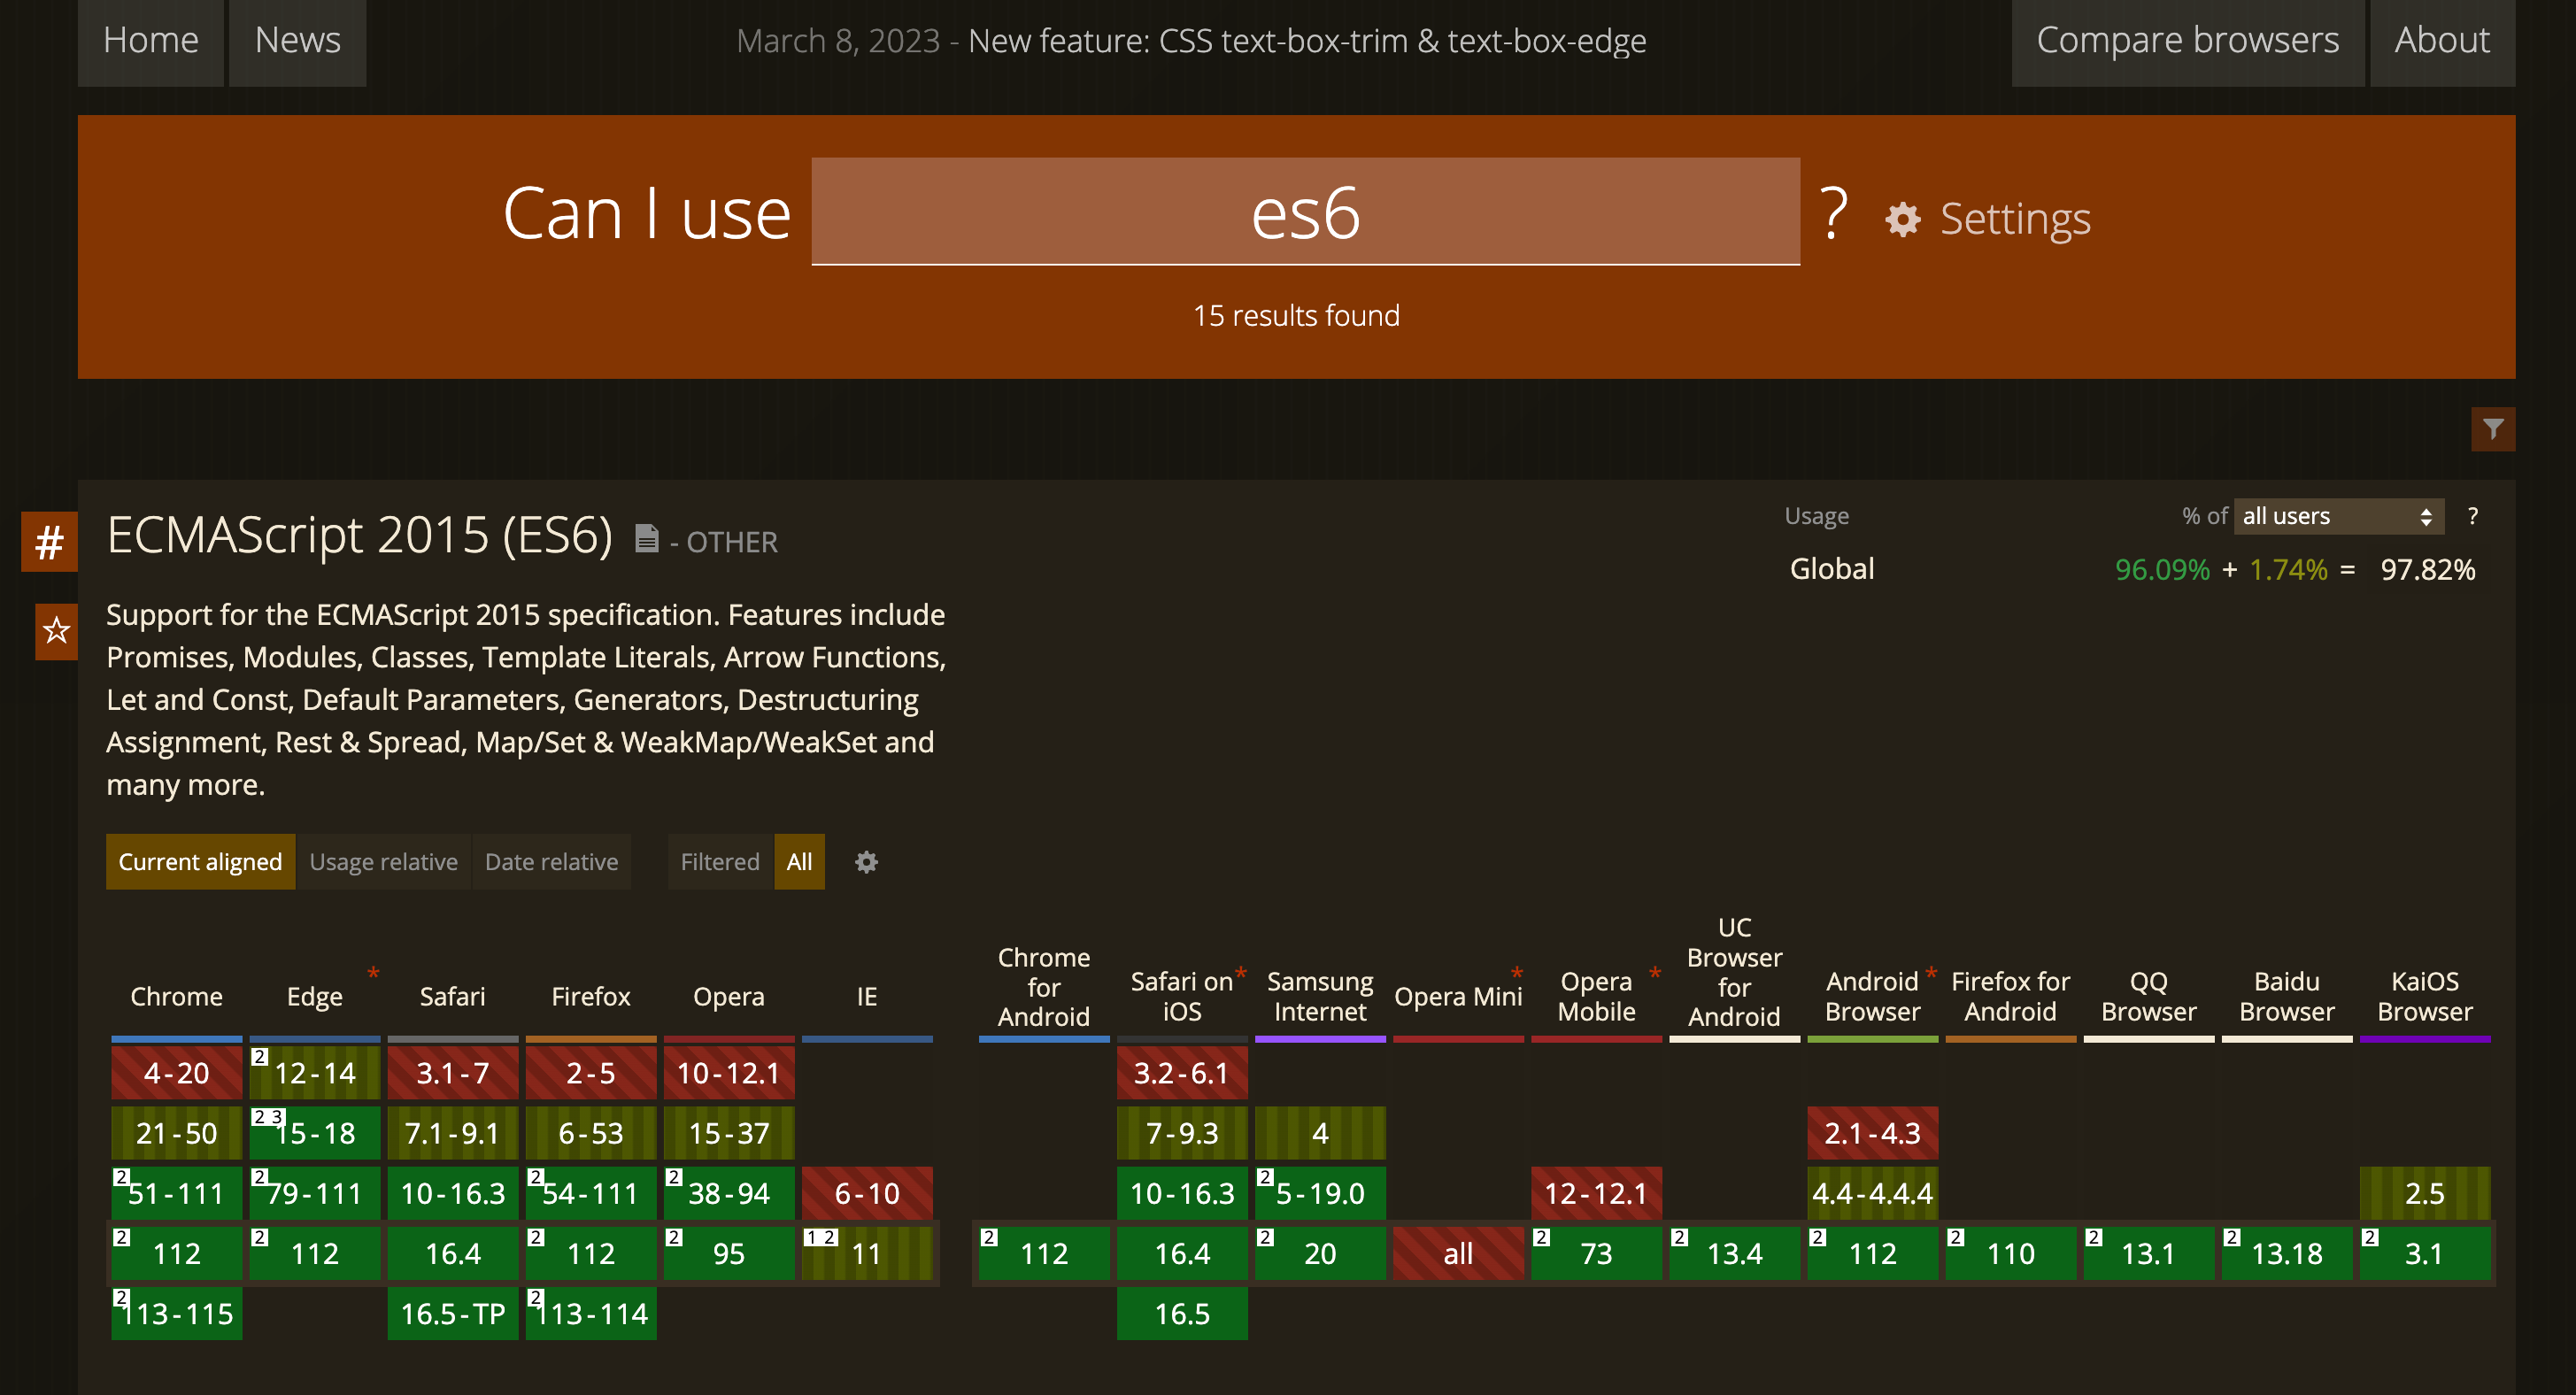 Home News March 8, 2023 - New feature: CSS text-box-trim & text-box-edge Compare browsers About
Can I use es6 ? Settings
15 results found
# ECMAScript 2015 (ES6) - OTHER
Usage % of all users ?
Global 96.09% + 1.74% = 97.82%
Support for the ECMAScript 2015 specification. Features include
Promises, Modules, Classes, Template Literals, Arrow Functions,
Let and Const, Default Parameters, Generators, Destructuring
Assignment, Rest & Spread, Map/Set & WeakMap/WeakSet and
many more.
Current aligned Usage relative Date relative Filtered All
Chrome
Edge *
Safari
Firefox
Opera
IE
Chrome
for
Android
Safari on *
iOS
Samsung
Internet
Opera Mini *
Opera *
Mobile
UC
Browser
for
Android
Android *
Browser
Firefox for
Android
QQ
Browser
Baidu
Browser
KaiOS
Browser
4-20 2 12-14 3.1-7 2-5 10-12.1 3.2-6.1
21-50 2 3 15-18 7.1-9.1 6-53 15-37 7-9.3 4 2.1-4.3
2 51-111 2 79-111 10-16.3 2 54-111 2 38-94 6-10 10-16.3 2 5-19.0 12-12.1 4.4-4.4.4 2.5
2 112 2 112 16.4 2 112 2 95 1 2 11 2 112 16.4 2 20 all 2 73 2 13.4 2 112 2 110 2 13.1 2 13.18 2 3.1
2 113-115 16.5-TP 2 113-114 16.5